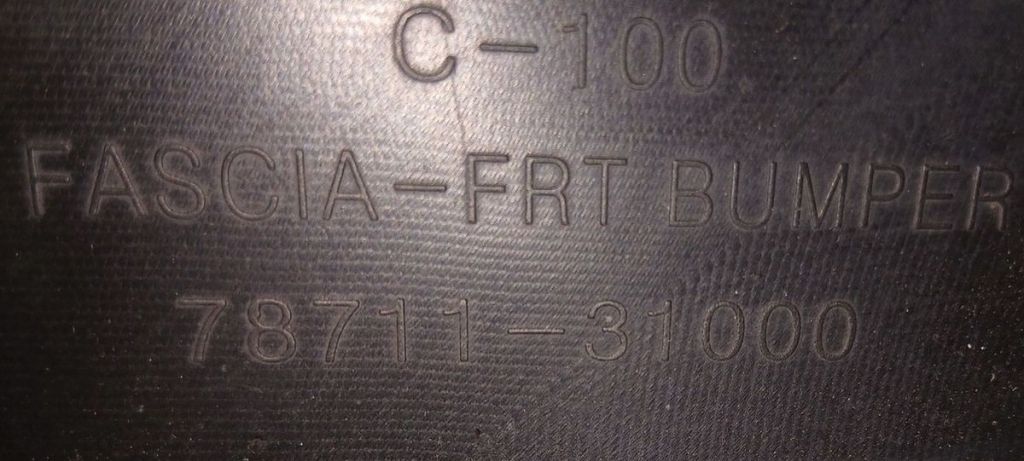 C-100
FASCIA-FRT BUMPER
78711-31000